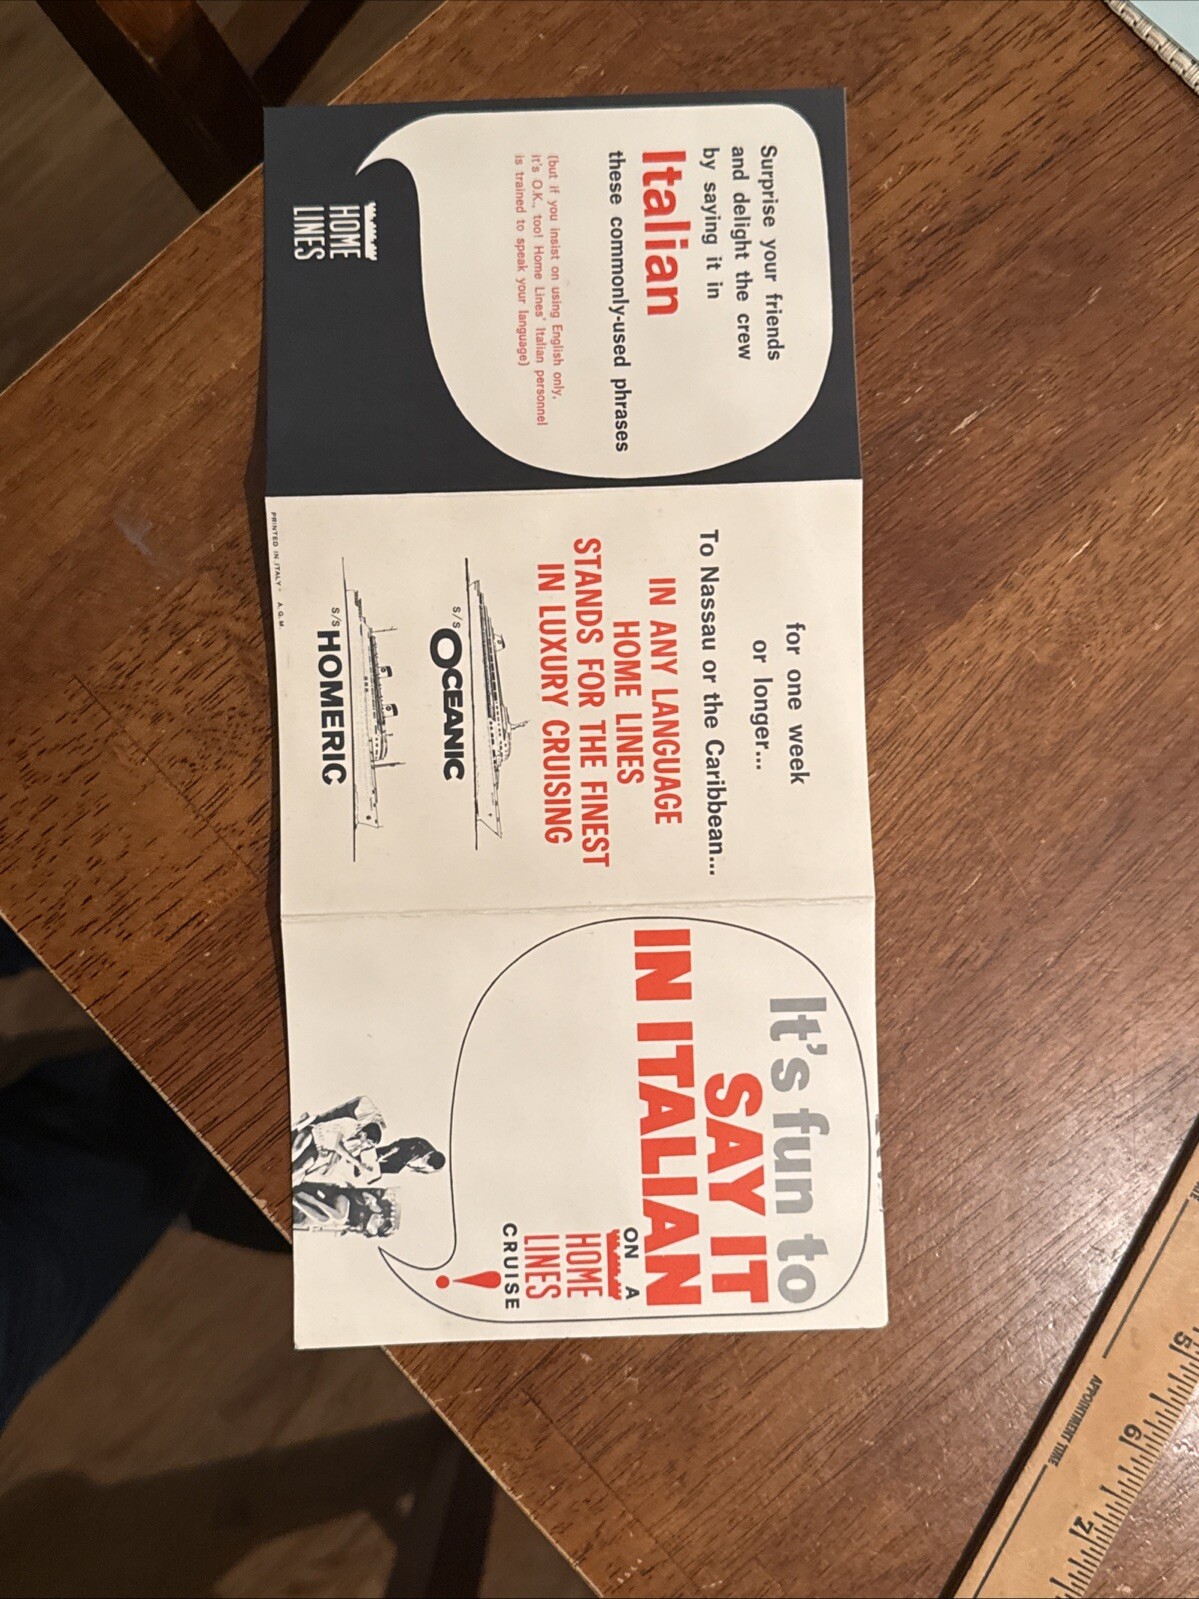 Surprise your friends
and delight the crew
by saying it in
Italian
these commonly-used phrases
(but if you insist on using English only,
it's O.K., too! Home Lines' Italian personnel
is trained to speak your language)
HOME
LINES
for one week
or longer...
To Nassau or the Caribbean...
IN ANY LANGUAGE
HOME LINES
STANDS FOR THE FINEST
IN LUXURY CRUISING
s/s OCEANIC
s/s HOMERIC
PRINTED IN ITALY - A.G.M.
It's fun to
SAY IT
IN ITALIAN
ON A
HOME
LINES
CRUISE
!
APPOINTMENT TIME